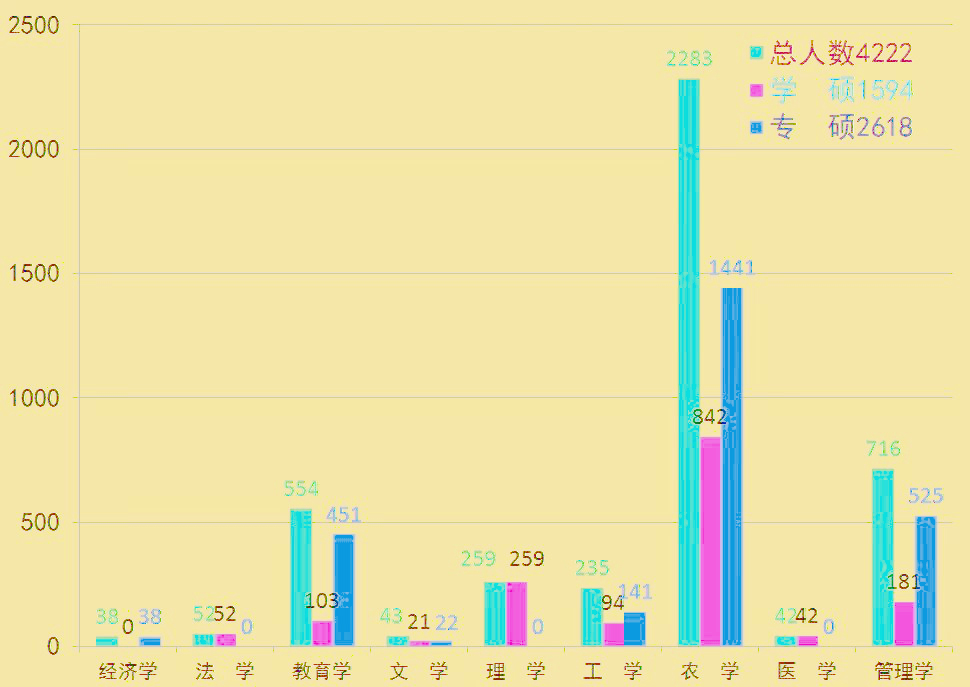 2500
2000
1500
1000
500
0
总人数4222
学 硕1594
专 硕2618
38 0 38
52 52 0
554 103 451
43 21 22
259 259 0
235 94 141
2283 842 1441
42 42 0
716 181 525
经济学 法 学 教育学 文 学 理 学 工 学 农 学 医 学 管理学